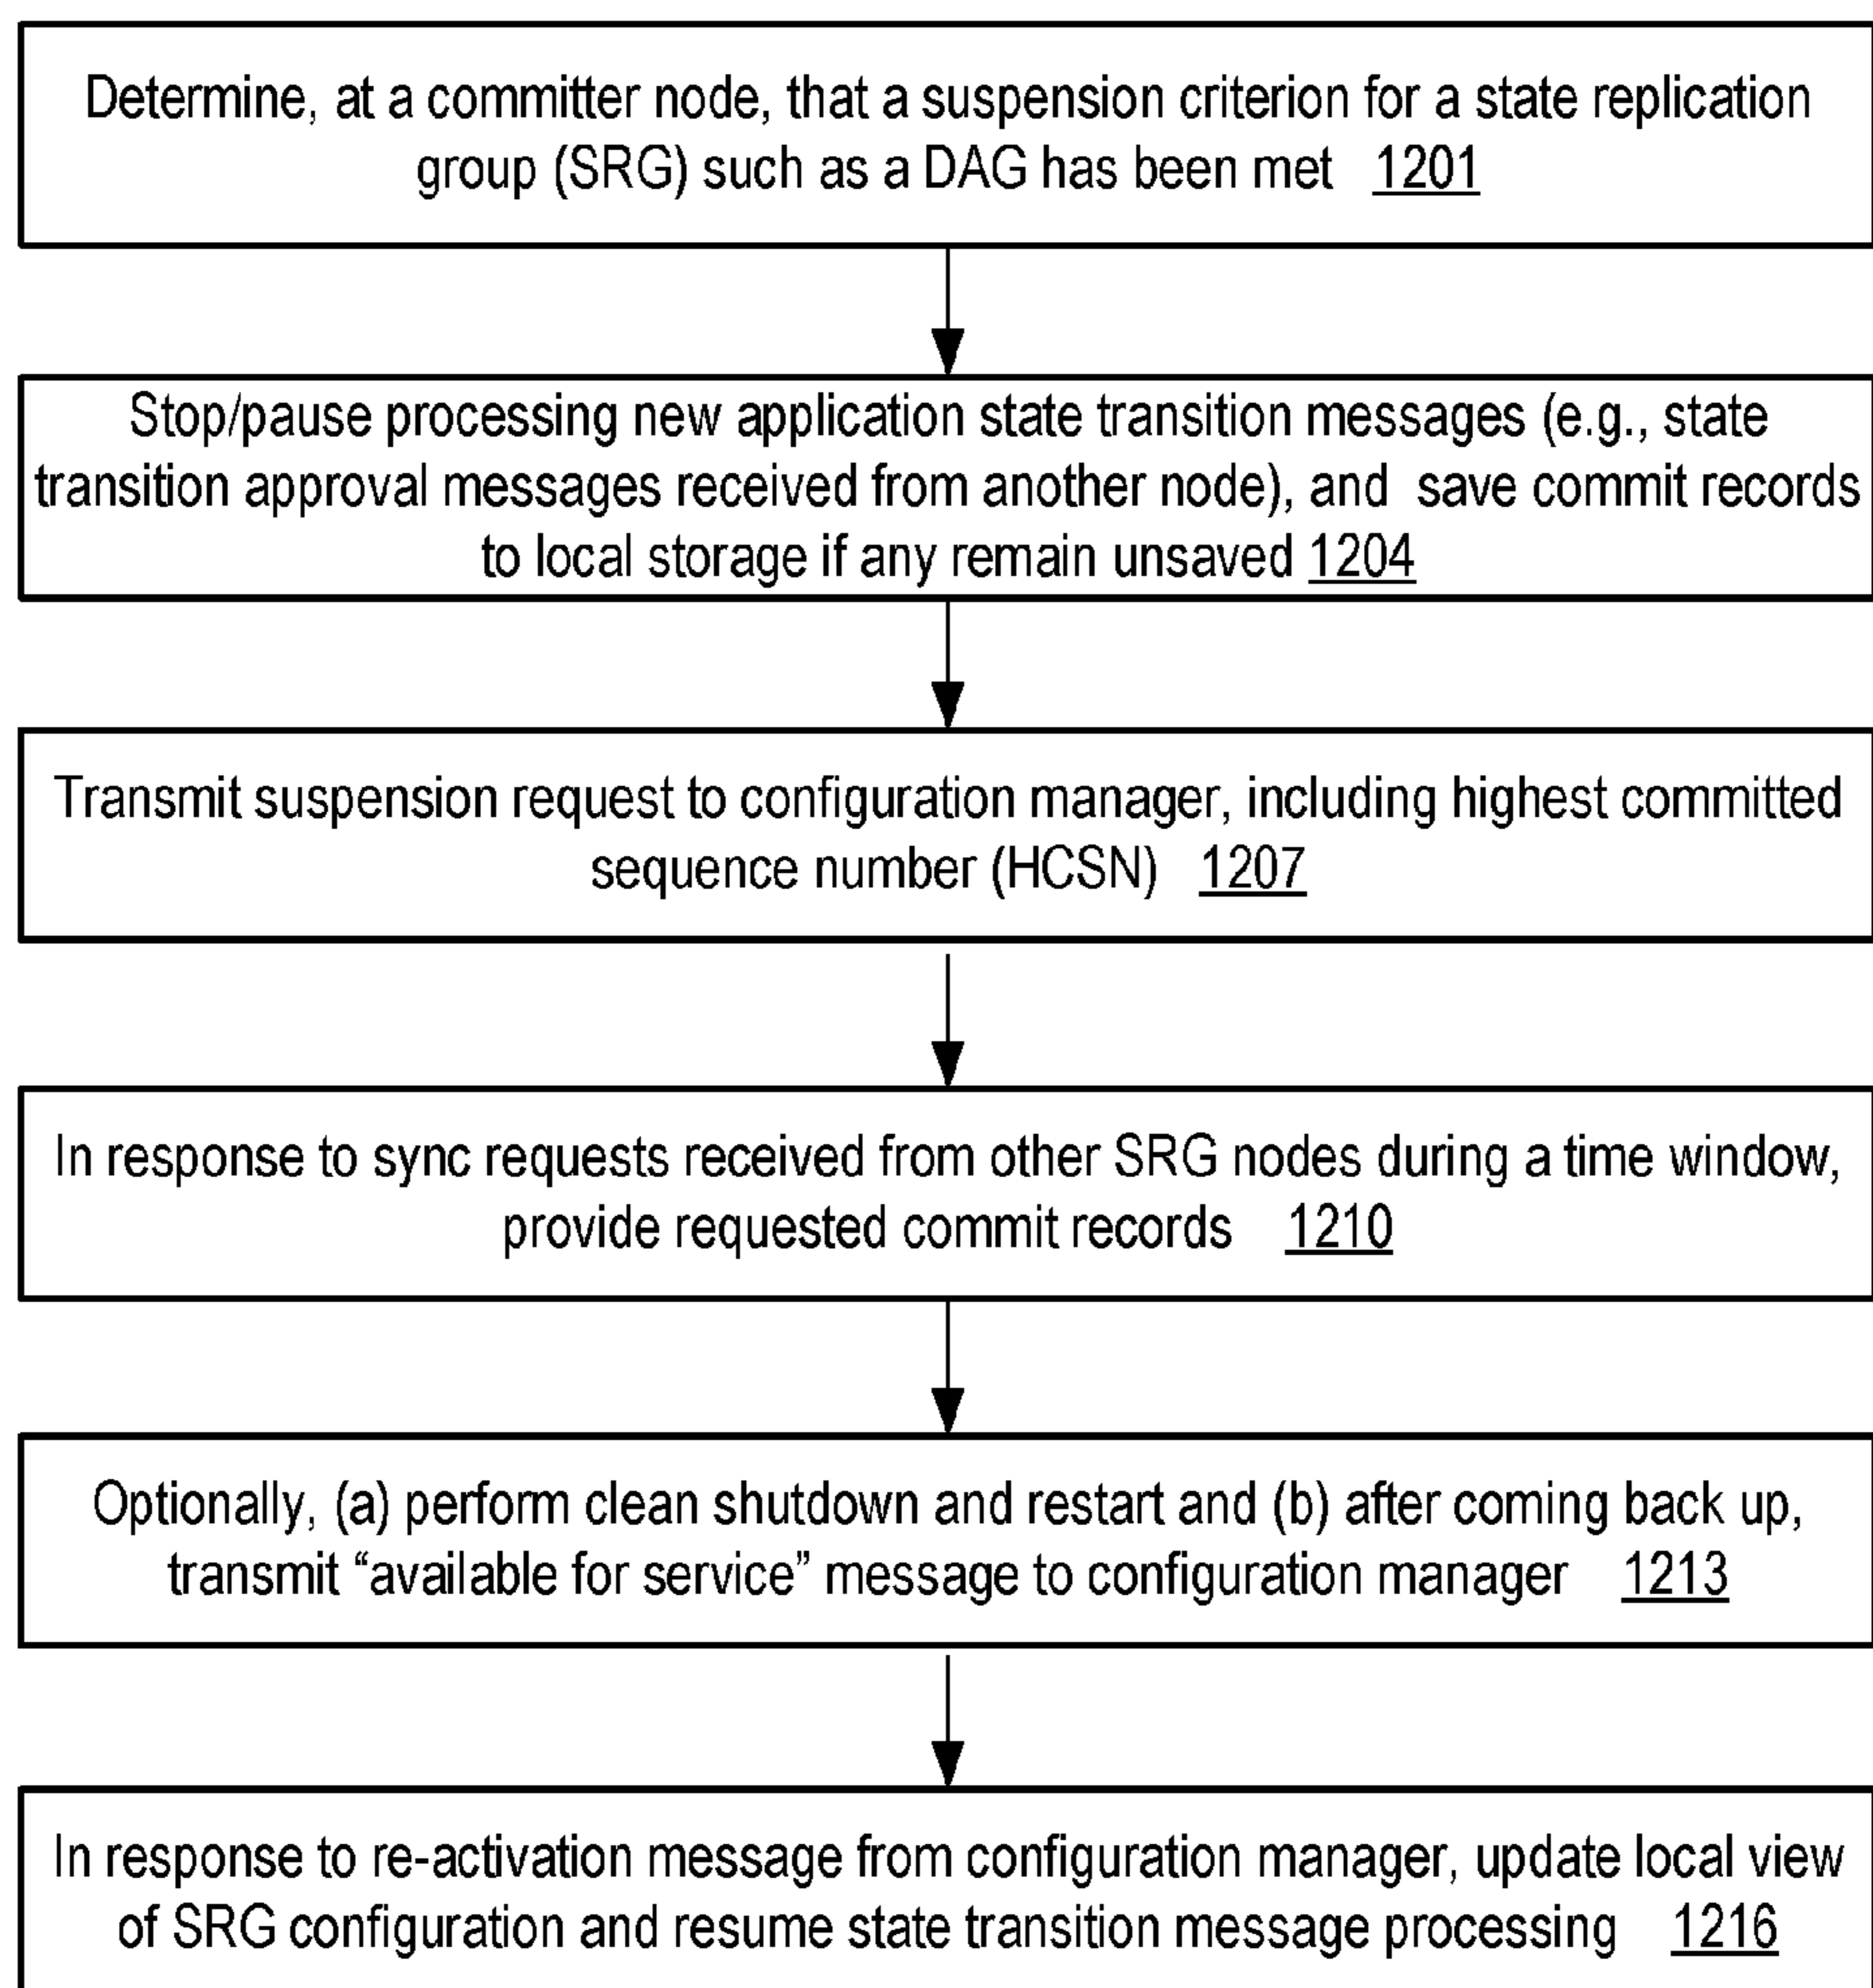 Determine, at a committer node, that a suspension criterion for a state replication
group (SRG) such as a DAG has been met 1201
Stop/pause processing new application state transition messages (e.g., state
transition approval messages received from another node), and save commit records
to local storage if any remain unsaved 1204
Transmit suspension request to configuration manager, including highest committed
sequence number (HCSN) 1207
In response to sync requests received from other SRG nodes during a time window,
provide requested commit records 1210
Optionally, (a) perform clean shutdown and restart and (b) after coming back up,
transmit “available for service” message to configuration manager 1213
In response to re-activation message from configuration manager, update local view
of SRG configuration and resume state transition message processing 1216